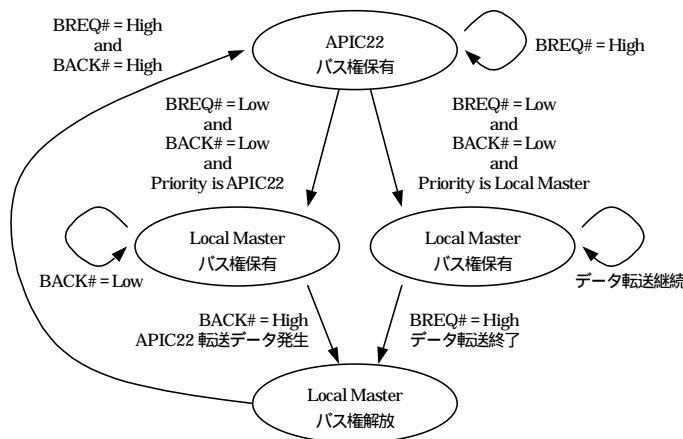 BREQ# = High
and
BACK# = High
APIC22
バス権保有
BREQ# = High
BREQ# = Low
and
BACK# = Low
and
Priority is APIC22
BREQ# = Low
and
BACK# = Low
and
Priority is Local Master
Local Master
バス権保有
BACK# = Low
Local Master
バス権保有
データ転送継続
BACK# = High
APIC22 転送データ発生
BREQ# = High
データ転送終了
Local Master
バス権解放